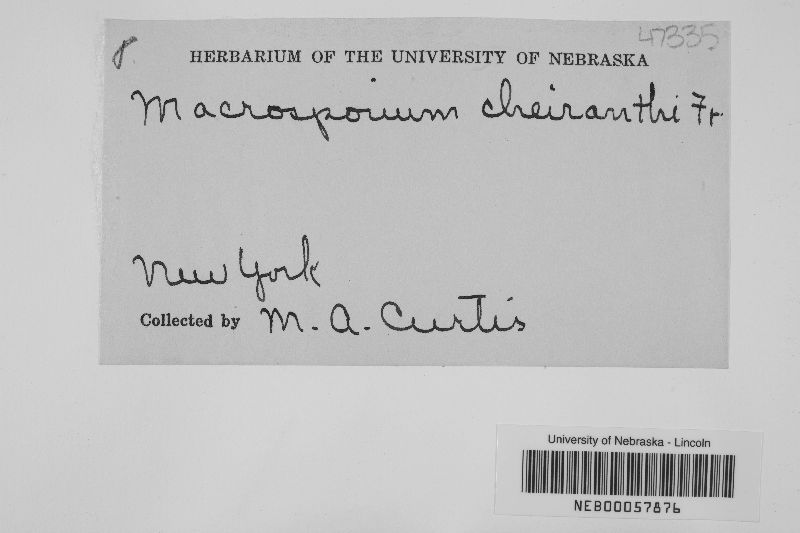 8 47335
HERBARIUM OF THE UNIVERSITY OF NEBRASKA
Macrosporium cheiranthi Fr.
New York
Collected by M. A. Curtis
University of Nebraska - Lincoln
NEB00057876